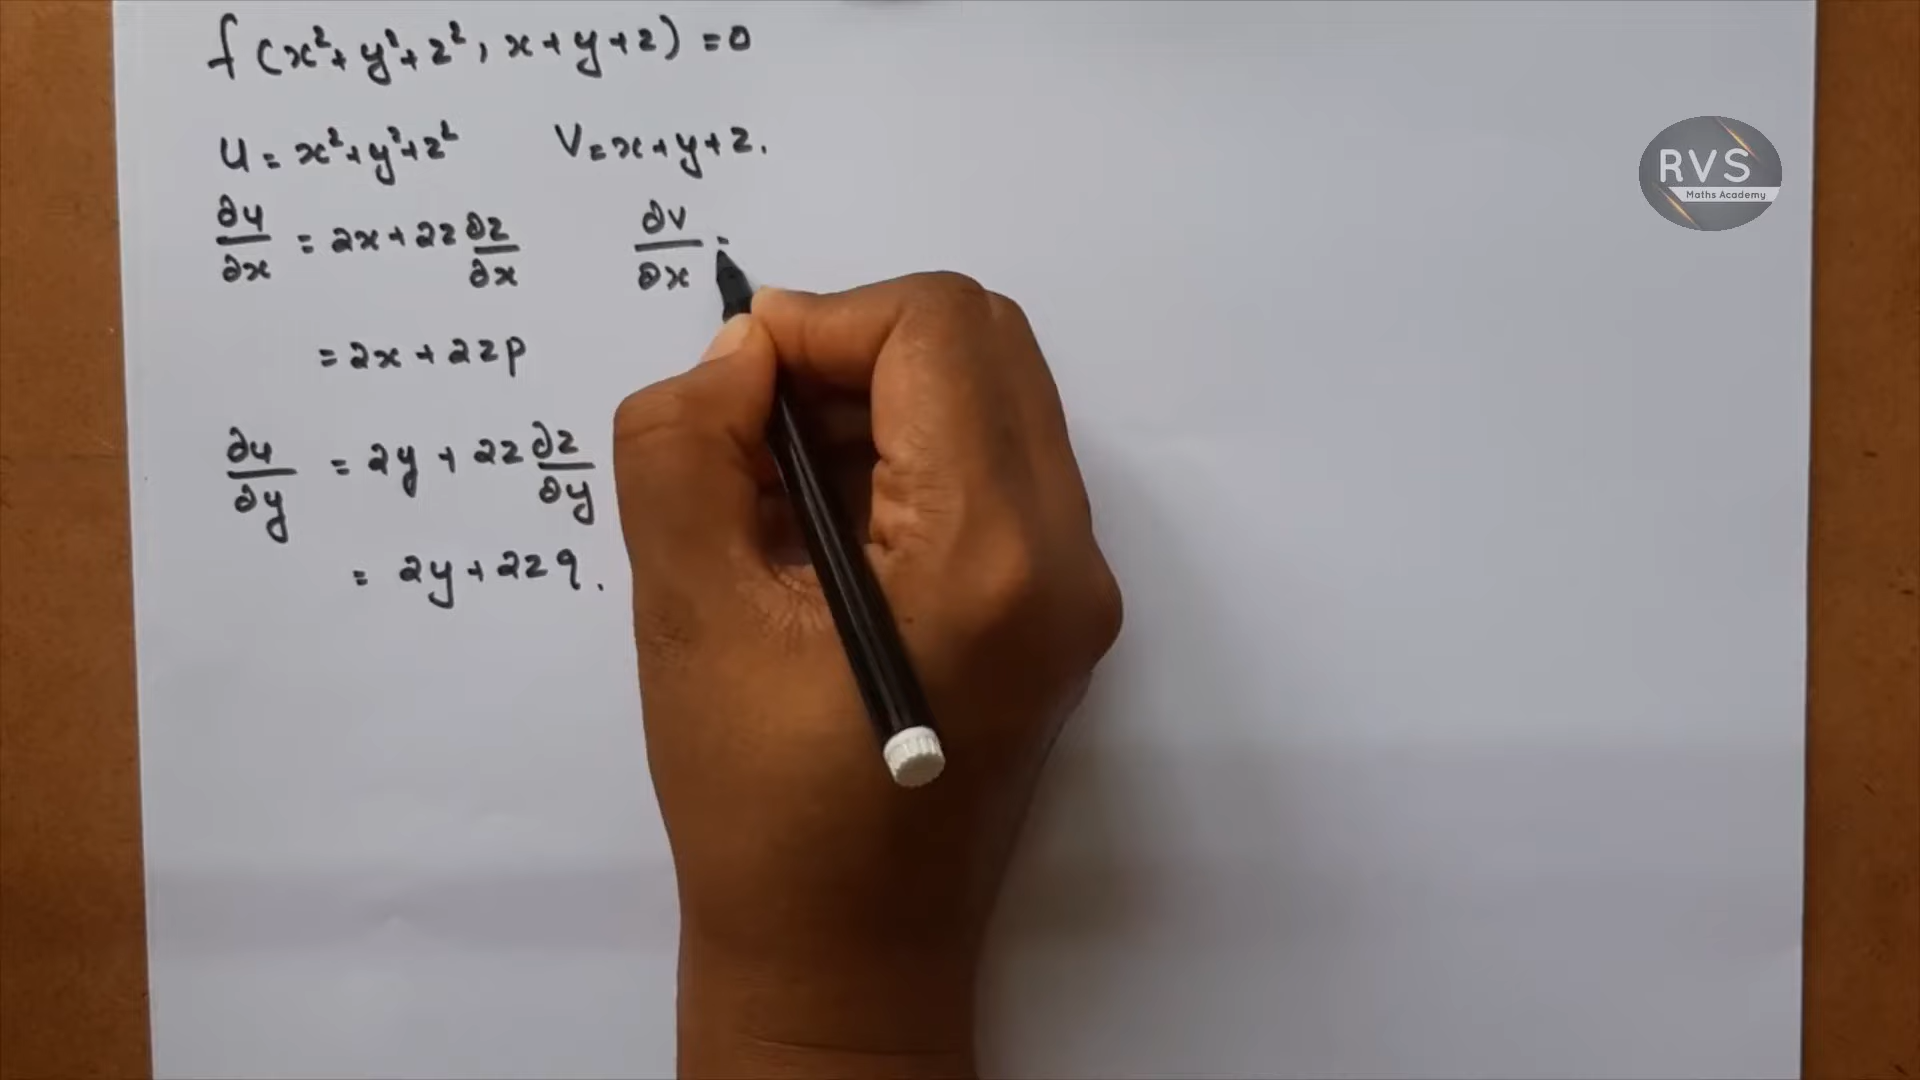 f(x²+y²+z², x+y+z)=0
u=x²+y²+z² V=x+y+z.
∂u/∂x = 2x+2z ∂z/∂x ∂V/∂x =
=2x+2zp
∂u/∂y = 2y+2z ∂z/∂y
= 2y+2zq.
RVS
Maths Academy